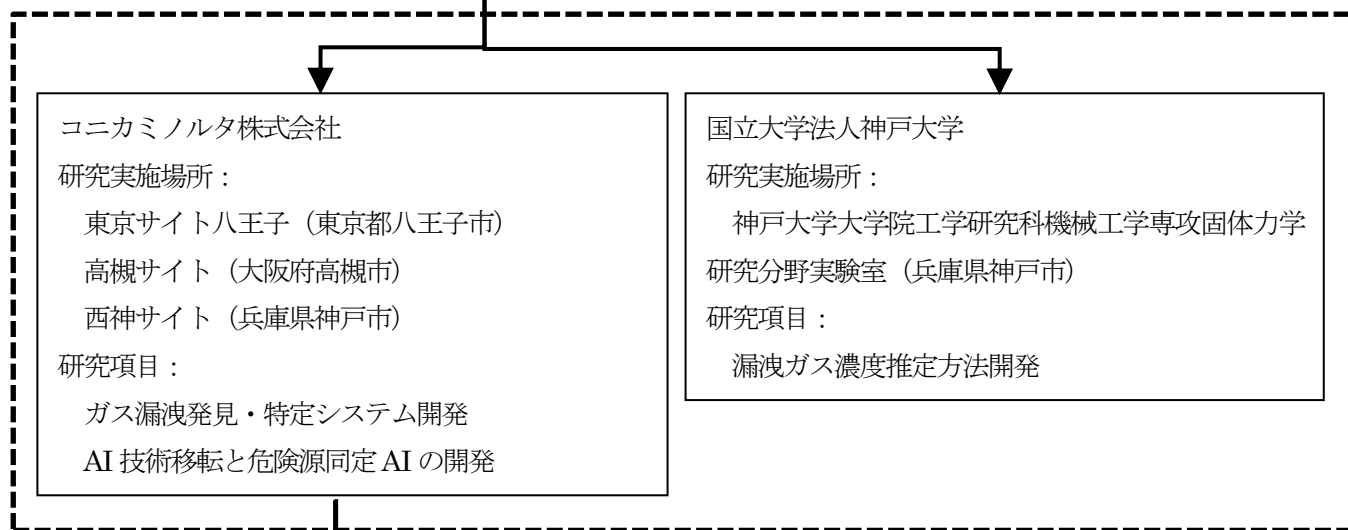 コニカミノルタ株式会社
研究実施場所：
東京サイト八王子（東京都八王子市）
高槻サイト（大阪府高槻市）
西神サイト（兵庫県神戸市）
研究項目：
ガス漏洩発見・特定システム開発
AI 技術移転と危険源同定 AI の開発
国立大学法人神戸大学
研究実施場所：
神戸大学大学院工学研究科機械工学専攻固体力学
研究分野実験室（兵庫県神戸市）
研究項目：
漏洩ガス濃度推定方法開発